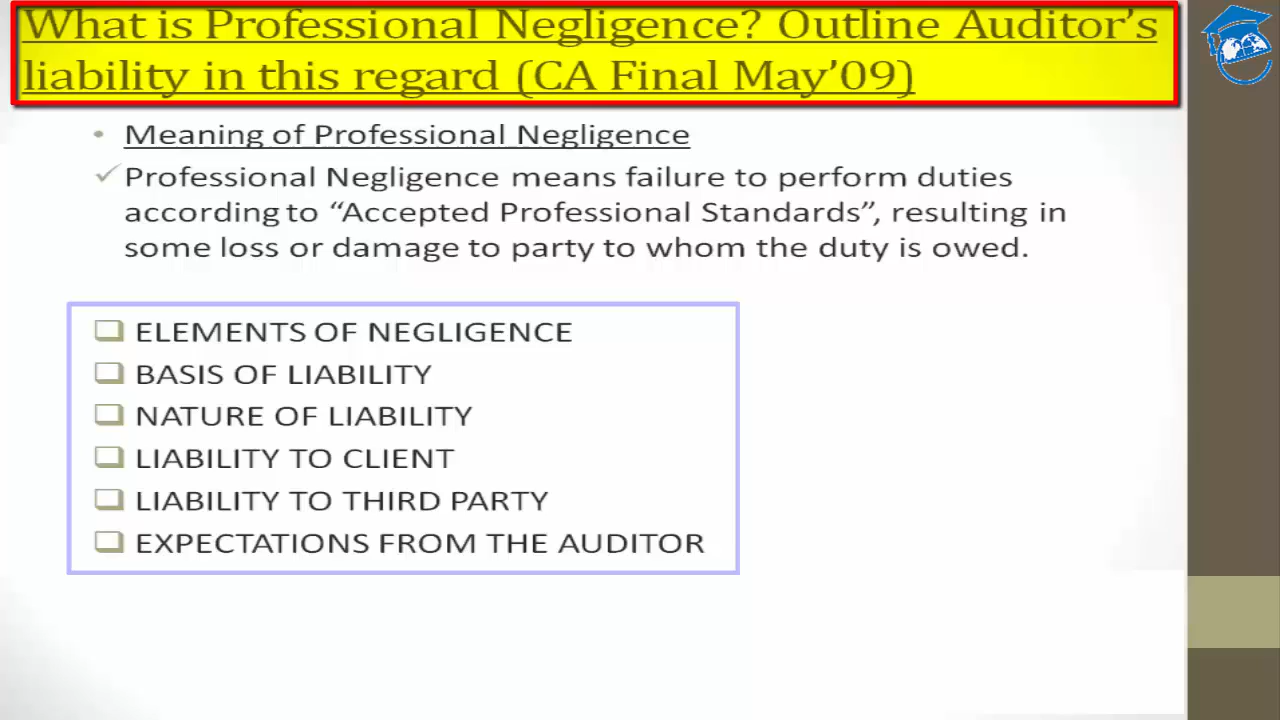 What is Professional Negligence? Outline Auditor's
liability in this regard (CA Final May'09)
• Meaning of Professional Negligence
✓ Professional Negligence means failure to perform duties
according to “Accepted Professional Standards”, resulting in
some loss or damage to party to whom the duty is owed.
❑ ELEMENTS OF NEGLIGENCE
❑ BASIS OF LIABILITY
❑ NATURE OF LIABILITY
❑ LIABILITY TO CLIENT
❑ LIABILITY TO THIRD PARTY
❑ EXPECTATIONS FROM THE AUDITOR